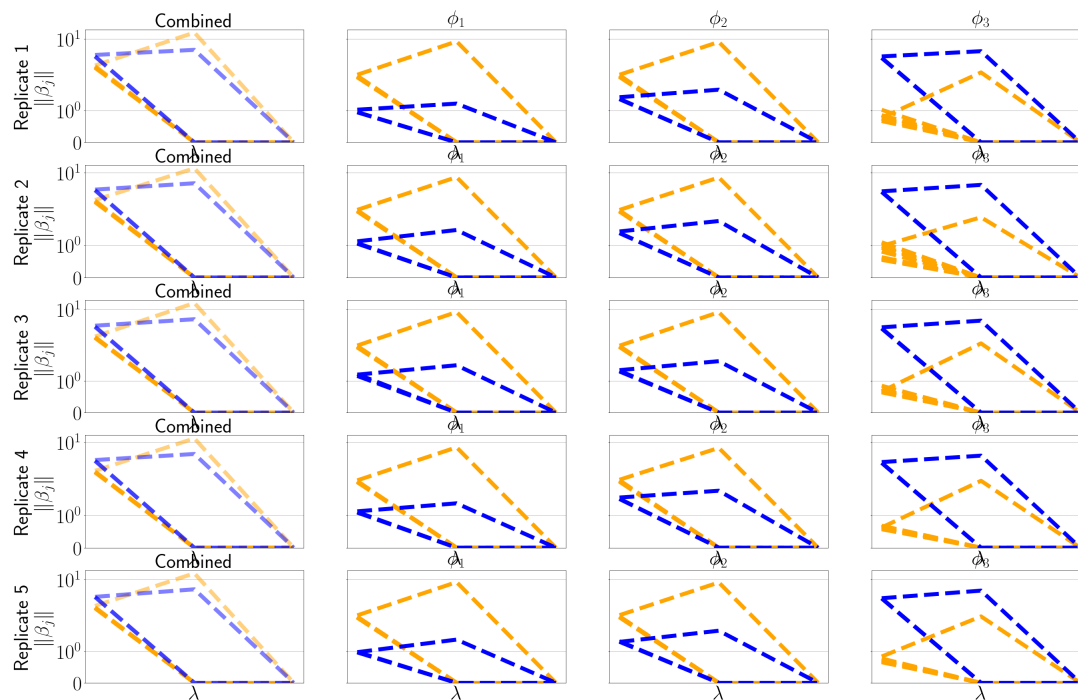 Combined ϕ₁ ϕ₂ ϕ₃
Replicate 1
||βⱼ||
10¹
10⁰
0
λ λ λ λ
Combined ϕ₁ ϕ₂ ϕ₃
Replicate 2
||βⱼ||
10¹
10⁰
0
λ λ λ λ
Combined ϕ₁ ϕ₂ ϕ₃
Replicate 3
||βⱼ||
10¹
10⁰
0
λ λ λ λ
Combined ϕ₁ ϕ₂ ϕ₃
Replicate 4
||βⱼ||
10¹
10⁰
0
λ λ λ λ
Combined ϕ₁ ϕ₂ ϕ₃
Replicate 5
||βⱼ||
10¹
10⁰
0
λ λ λ λ